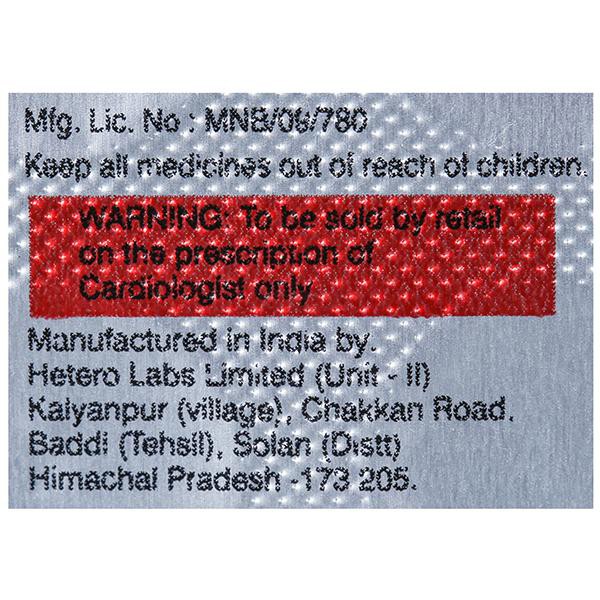 Mfg. Lic. No : MNB/09/780
Keep all medicines out of reach of children.
WARNING: To be sold by retail
on the prescription of
Cardiologist only
Manufactured in India by:
Hetero Labs Limited (Unit - II)
Kalyanpur (village), Chakkan Road,
Baddi (Tehsil), Solan (Distt)
Himachal Pradesh -173 205.